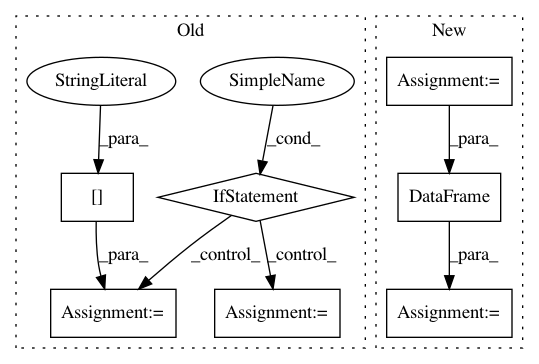 Old
New
StringLiteral
SimpleName
Assignment:=
_para_
_cond_
_para_
[]
IfStatement
DataFrame
_para_
_control_
_control_
_para_
Assignment:=
Assignment:=
Assignment:=